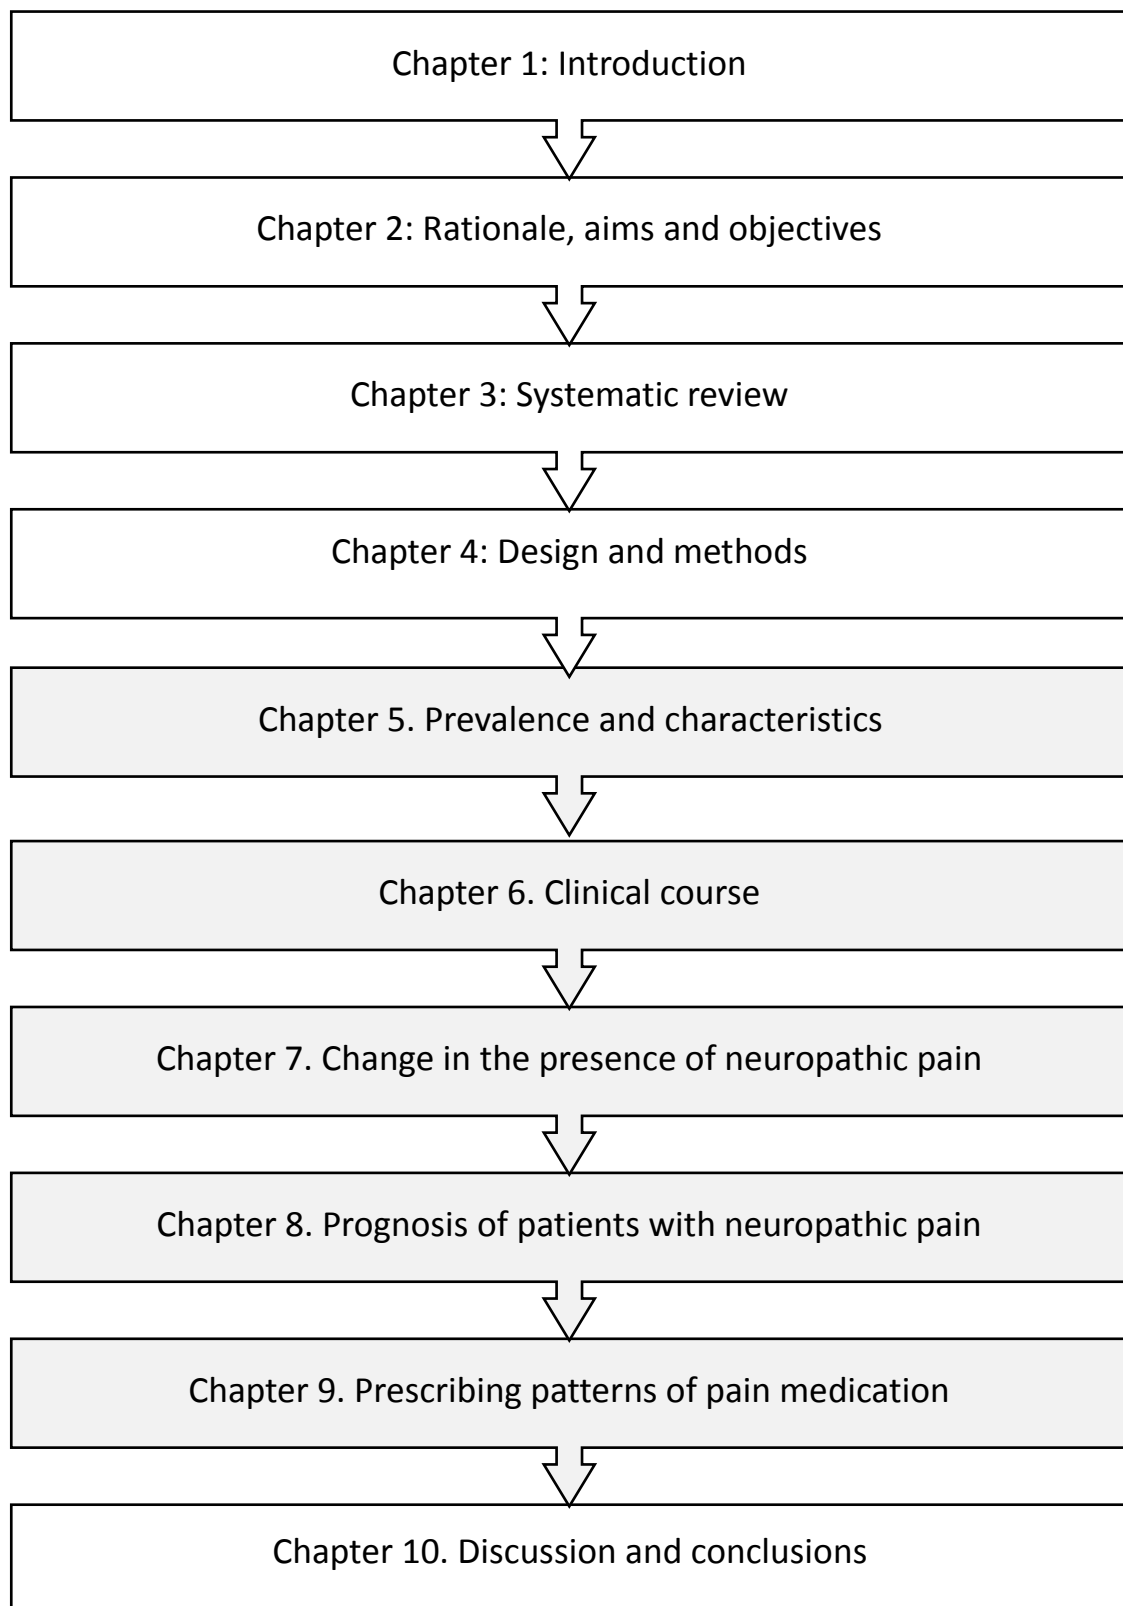 Chapter 1: Introduction
Chapter 2: Rationale, aims and objectives
Chapter 3: Systematic review
Chapter 4: Design and methods
Chapter 5. Prevalence and characteristics
Chapter 6. Clinical course
Chapter 7. Change in the presence of neuropathic pain
Chapter 8. Prognosis of patients with neuropathic pain
Chapter 9. Prescribing patterns of pain medication
Chapter 10. Discussion and conclusions